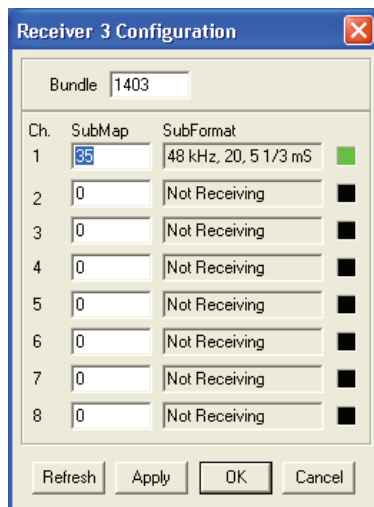 Receiver 3 Configuration
Bundle 1403
Ch. SubMap SubFormat
1 35 48 kHz, 20, 5 1/3 mS
2 0 Not Receiving
3 0 Not Receiving
4 0 Not Receiving
5 0 Not Receiving
6 0 Not Receiving
7 0 Not Receiving
8 0 Not Receiving
Refresh Apply OK Cancel